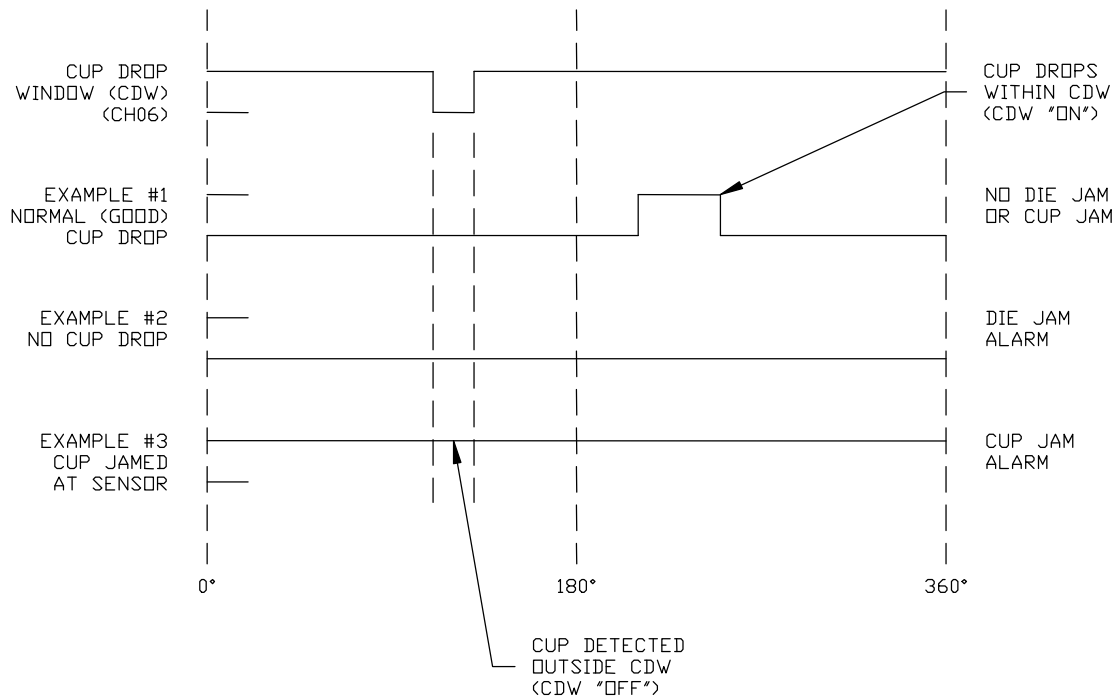 CUP DROP
WINDOW (CDW)
(CH06)
CUP DROPS
WITHIN CDW
(CDW "ON")
EXAMPLE #1
NORMAL (GOOD)
CUP DROP
NO DIE JAM
OR CUP JAM
EXAMPLE #2
NO CUP DROP
DIE JAM
ALARM
EXAMPLE #3
CUP JAMED
AT SENSOR
CUP JAM
ALARM
0°
180°
360°
CUP DETECTED
OUTSIDE CDW
(CDW "OFF")